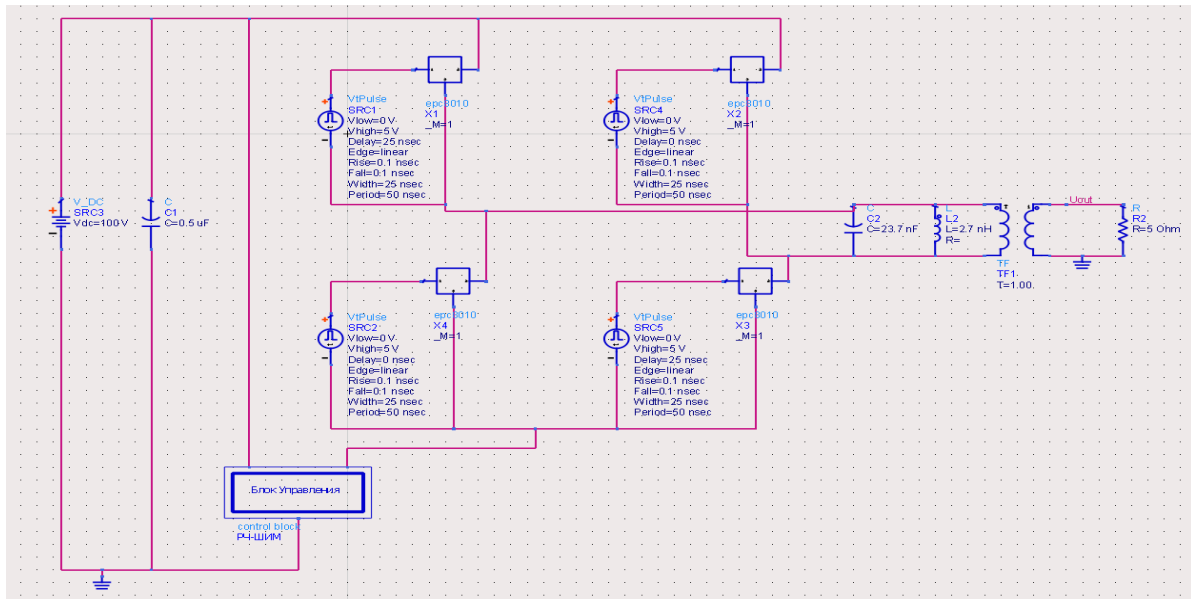 VtPulse
SRC1
Vlow=0 V
Vhigh=5 V
Delay=25 nsec
Edge=linear
Rise=0.1 nsec
Fall=0.1 nsec
Width=25 nsec
Period=50 nsec
epc8010
X1
_M=1
VtPulse
SRC4
Vlow=0 V
Vhigh=5 V
Delay=0 nsec
Edge=linear
Rise=0.1 nsec
Fall=0.1 nsec
Width=25 nsec
Period=50 nsec
epc8010
X2
_M=1
V_DC
SRC3
Vdc=100 V
C
C1
C=0.5 uF
C
C2
C=23.7 nF
L
L2
L=2.7 nH
R=
TF
TF1
T=1.00
Uout
R
R2
R=5 Ohm
VtPulse
SRC2
Vlow=0 V
Vhigh=5 V
Delay=0 nsec
Edge=linear
Rise=0.1 nsec
Fall=0.1 nsec
Width=25 nsec
Period=50 nsec
epc8010
X4
_M=1
VtPulse
SRC5
Vlow=0 V
Vhigh=5 V
Delay=25 nsec
Edge=linear
Rise=0.1 nsec
Fall=0.1 nsec
Width=25 nsec
Period=50 nsec
epc8010
X3
_M=1
Блок Управления
control block
РЧ-ШИМ